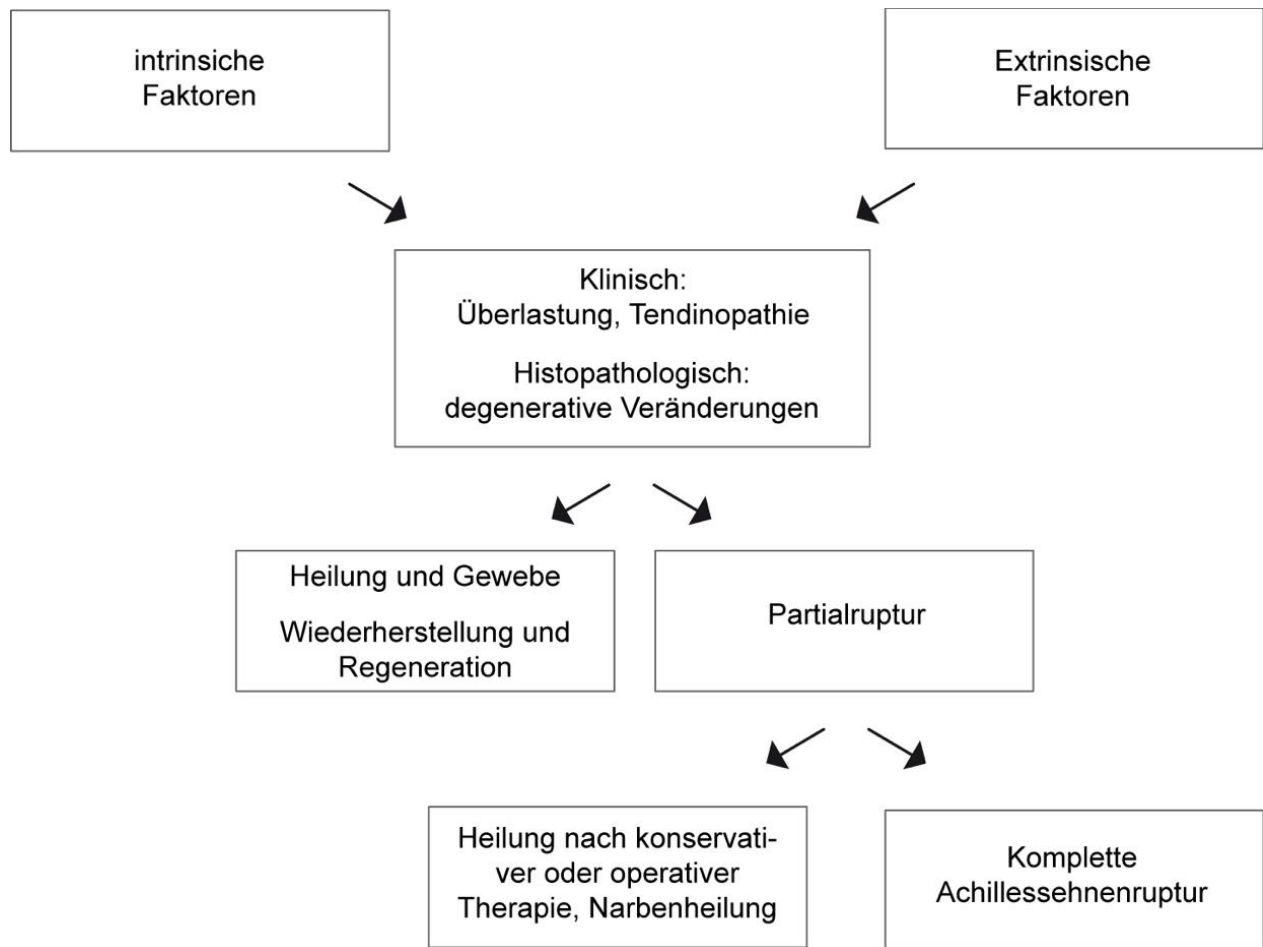 intrinsiche
Faktoren
Extrinsische
Faktoren
Klinisch:
Überlastung, Tendinopathie
Histopathologisch:
degenerative Veränderungen
Heilung und Gewebe
Wiederherstellung und
Regeneration
Partialruptur
Heilung nach konservati-
ver oder operativer
Therapie, Narbenheilung
Komplette
Achillessehnenruptur